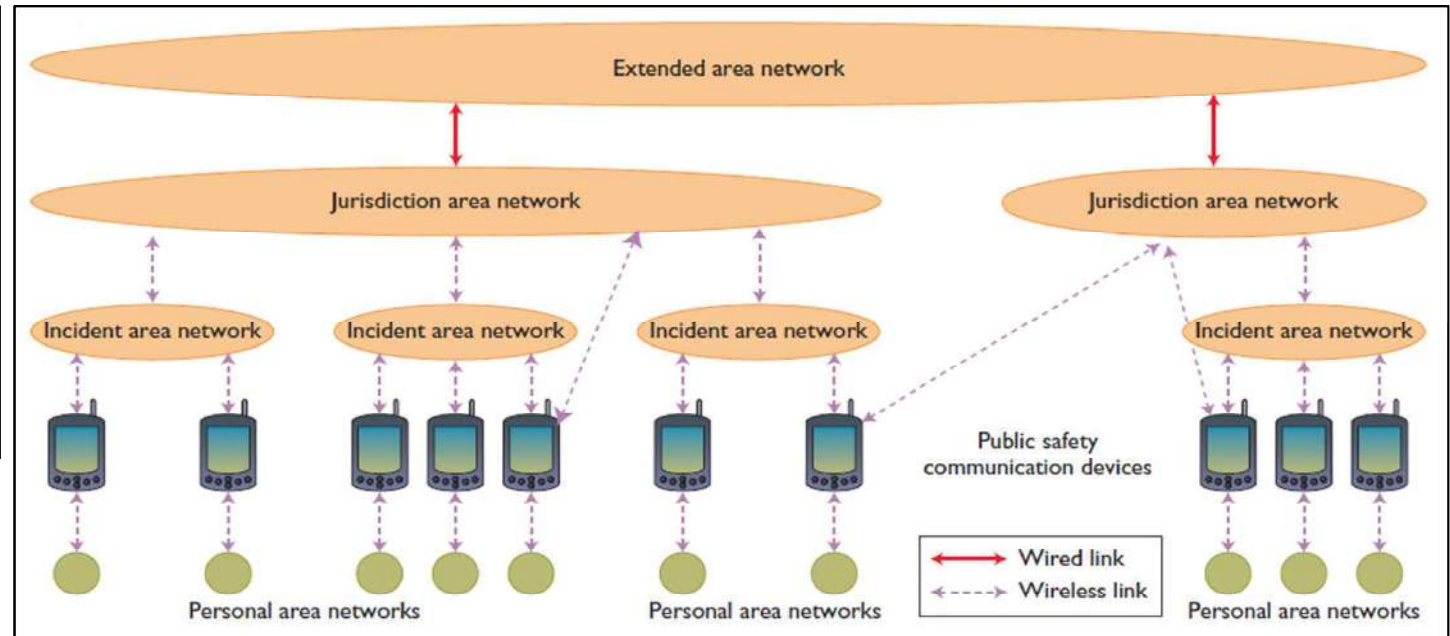 Extended area network
Jurisdiction area network
Jurisdiction area network
Incident area network
Incident area network
Incident area network
Incident area network
Public safety
communication devices
Wired link
Wireless link
Personal area networks
Personal area networks
Personal area networks